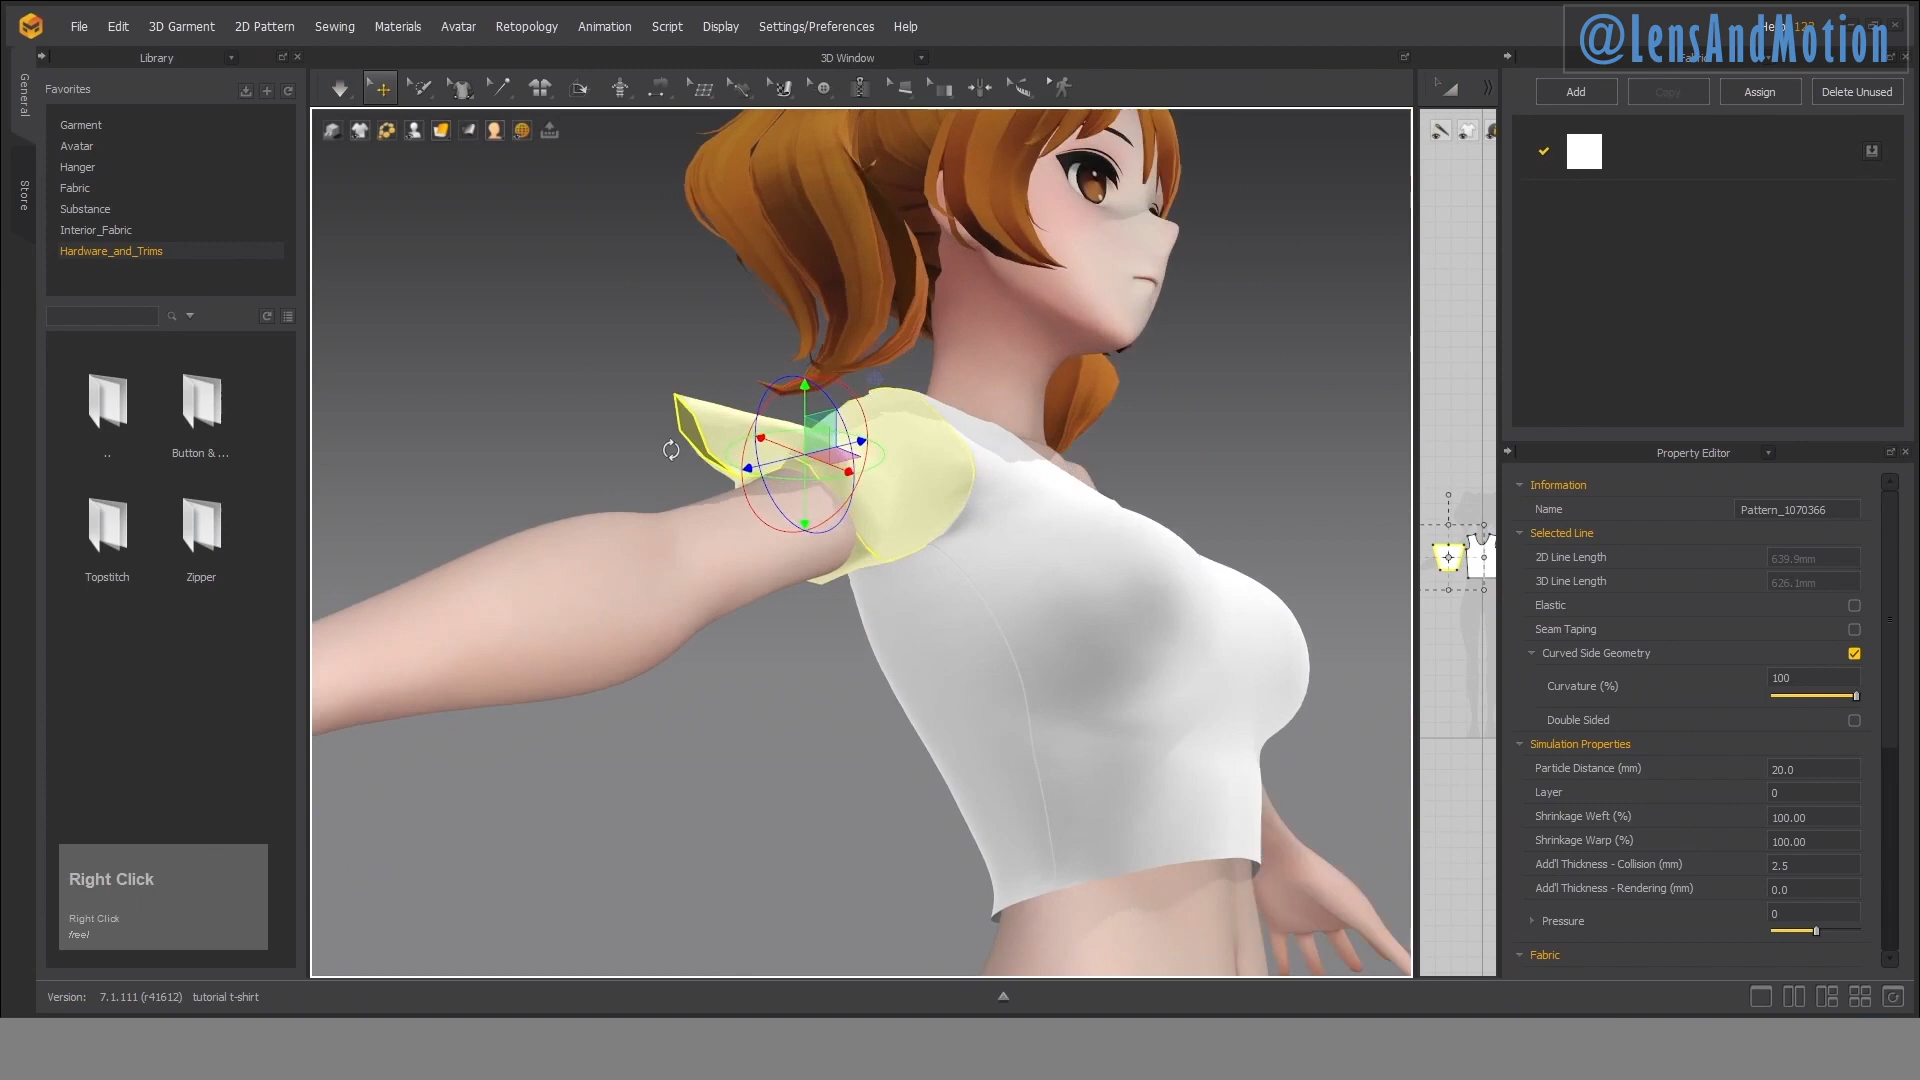 File Edit 3D Garment 2D Pattern Sewing Materials Avatar Retopology Animation Script Display Settings/Preferences Help
@LensAndMotion
Library
3D Window
General
Store
Favorites
Garment
Avatar
Hanger
Fabric
Substance
Interior_Fabric
Hardware_and_Trims
..
Button & ...
Topstitch
Zipper
Right Click
Right Click
free!
Add Copy Assign Delete Unused
Property Editor
Information
Name Pattern_1070366
Selected Line
2D Line Length 639.9mm
3D Line Length 626.1mm
Elastic
Seam Taping
Curved Side Geometry
Curvature (%) 100
Double Sided
Simulation Properties
Particle Distance (mm) 20.0
Layer 0
Shrinkage Weft (%) 100.00
Shrinkage Warp (%) 100.00
Add'l Thickness - Collision (mm) 2.5
Add'l Thickness - Rendering (mm) 0.0
Pressure 0
Fabric
Version: 7.1.111 (r41612) tutorial t-shirt